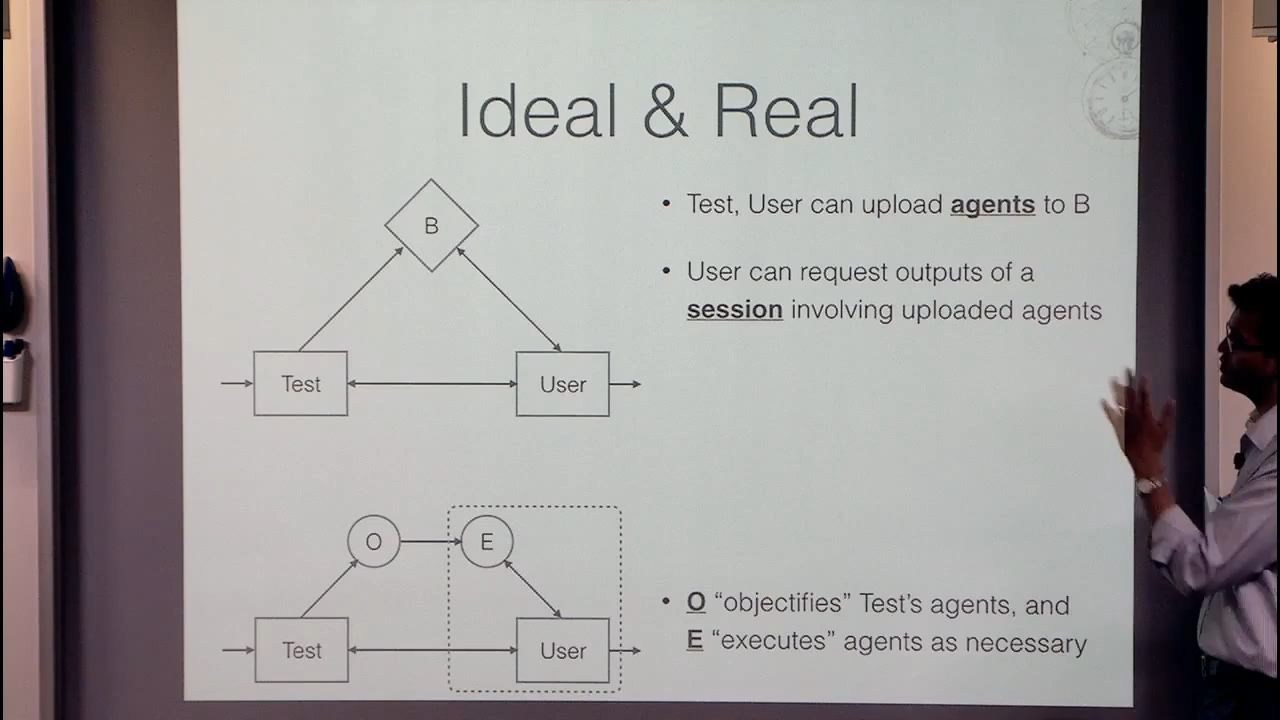 Ideal & Real
B
Test
User
• Test, User can upload agents to B
• User can request outputs of a
session involving uploaded agents
O
E
Test
User
• O “objectifies” Test’s agents, and
E “executes” agents as necessary